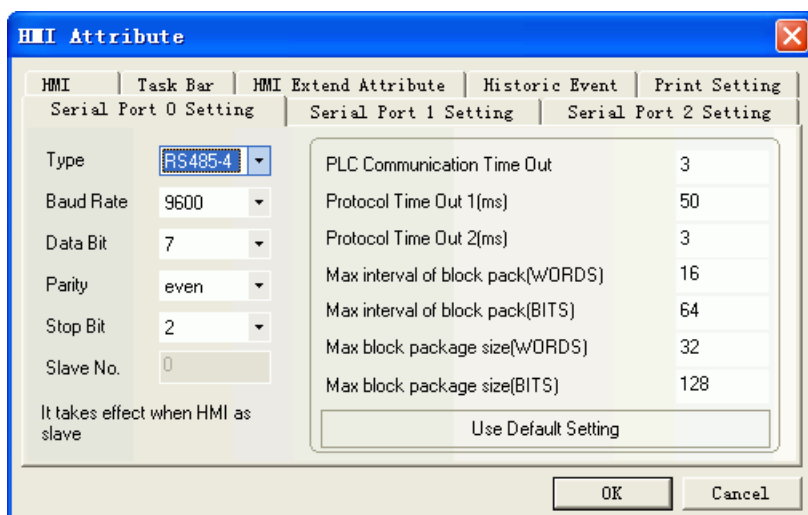 HMI Attribute
HMI Task Bar HMI Extend Attribute Historic Event Print Setting
Serial Port 0 Setting Serial Port 1 Setting Serial Port 2 Setting
Type RS485-4
Baud Rate 9600
Data Bit 7
Parity even
Stop Bit 2
Slave No. 0
It takes effect when HMI as
slave
PLC Communication Time Out 3
Protocol Time Out 1(ms) 50
Protocol Time Out 2(ms) 3
Max interval of block pack(WORDS) 16
Max interval of block pack(BITS) 64
Max block package size(WORDS) 32
Max block package size(BITS) 128
Use Default Setting
OK Cancel